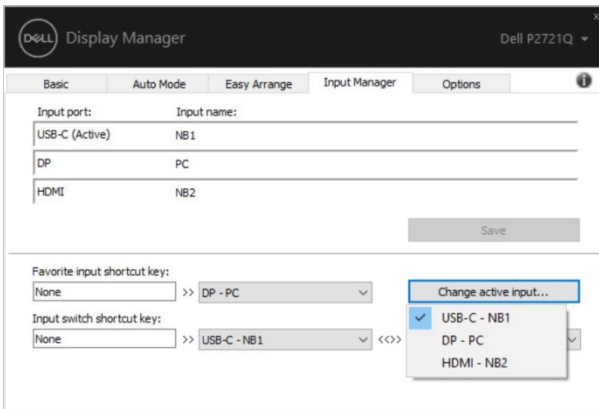 DELL Display Manager Dell P2721Q
Basic Auto Mode Easy Arrange Input Manager Options
Input port: Input name:
USB-C (Active) NB1
DP PC
HDMI NB2
Save
Favorite input shortcut key:
None >> DP - PC Change active input...
Input switch shortcut key:
None >> USB-C - NB1 <<>>
USB-C - NB1
DP - PC
HDMI - NB2